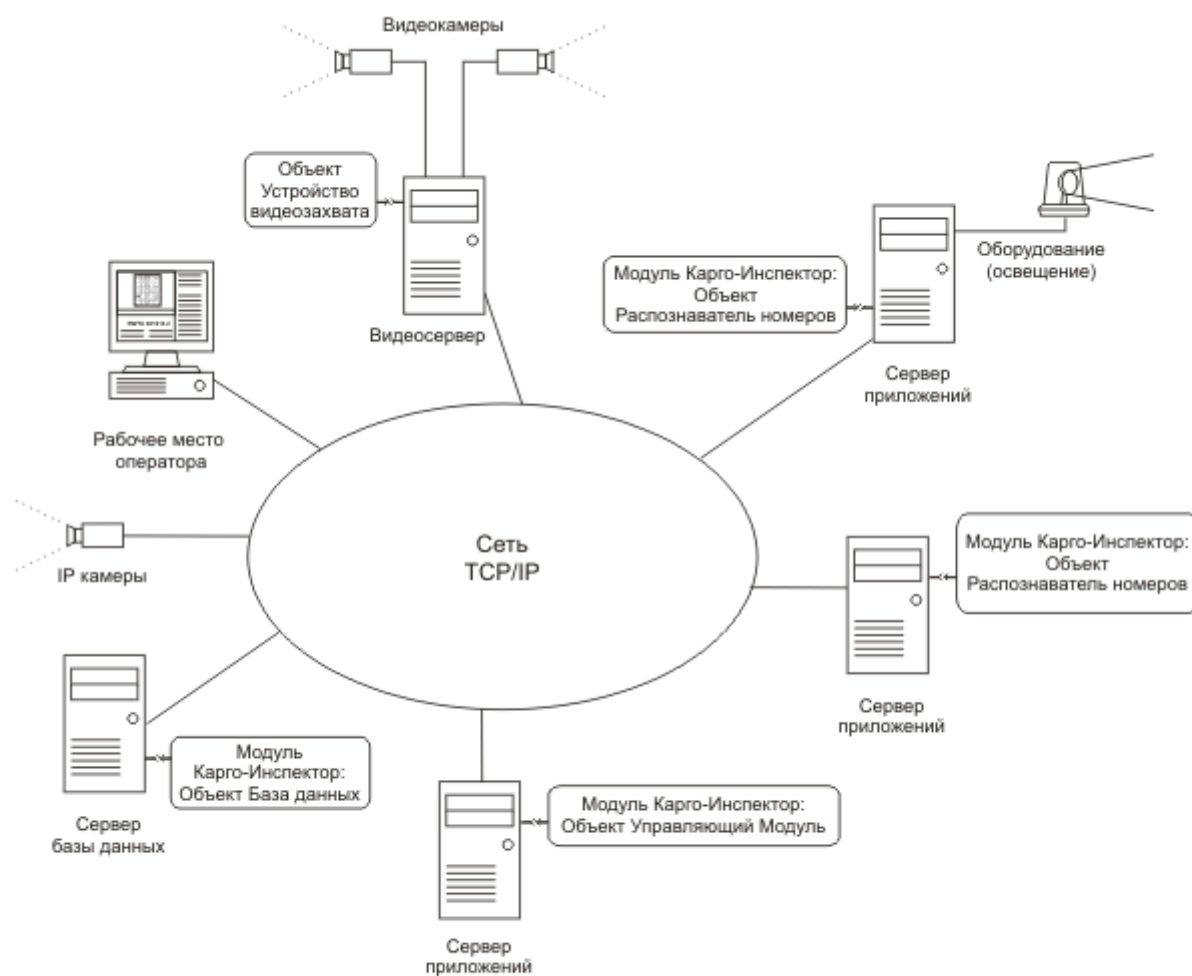 Видеокамеры
Объект
Устройство
видеозахвата
Видеосервер
Оборудование
(освещение)
Модуль Карго-Инспектор:
Объект
Распознаватель номеров
Сервер
приложений
Рабочее место
оператора
IP камеры
Сеть
TCP/IP
Модуль Карго-Инспектор:
Объект
Распознаватель номеров
Сервер
приложений
Модуль
Карго-Инспектор:
Объект База данных
Сервер
базы данных
Модуль Карго-Инспектор:
Объект Управляющий Модуль
Сервер
приложений